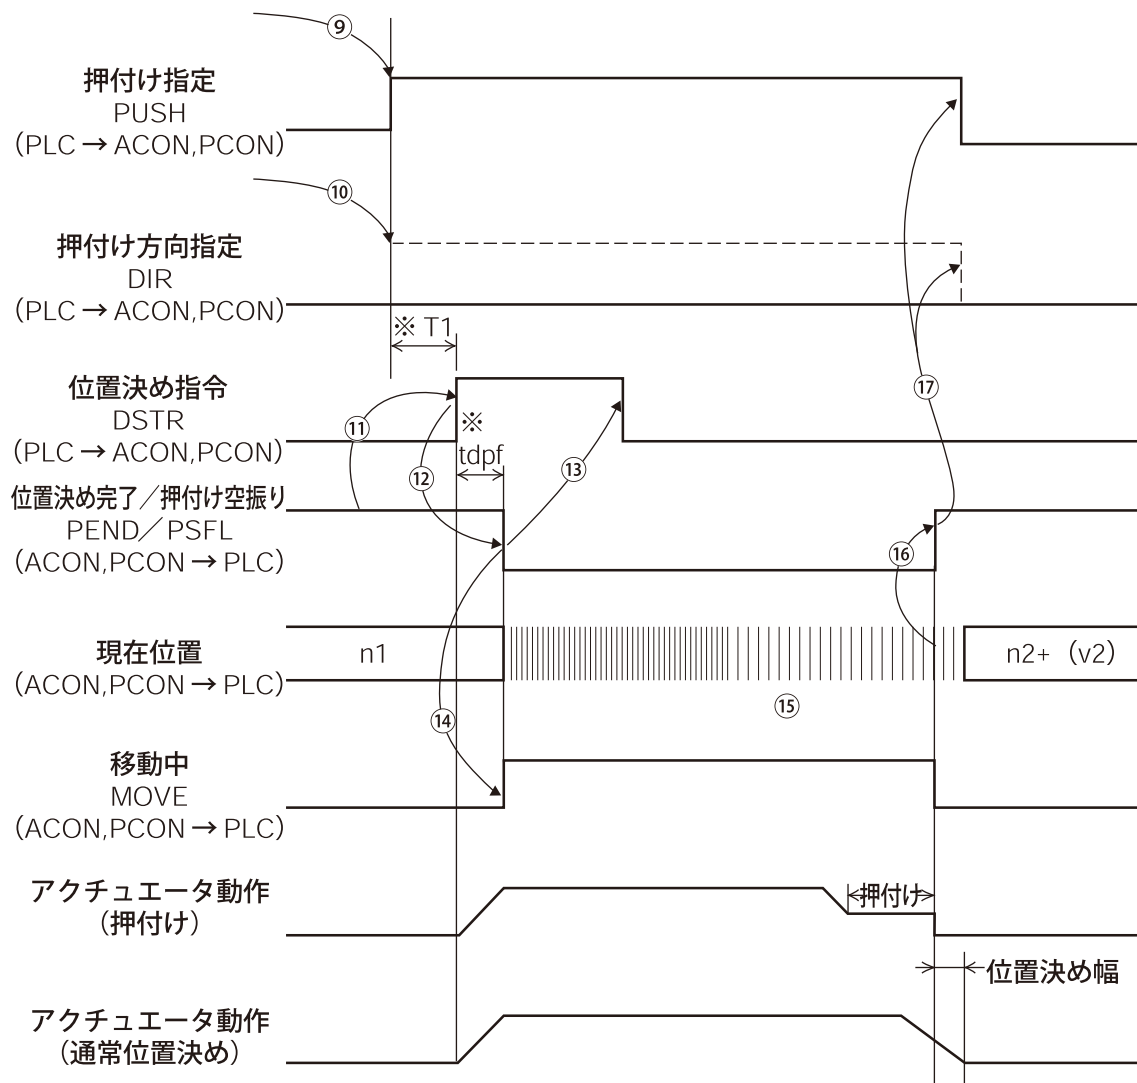 ⑨
押付け指定
PUSH
(PLC → ACON,PCON)
⑩
押付け方向指定
DIR
(PLC → ACON,PCON)
※ T1
位置決め指令
DSTR
(PLC → ACON,PCON)
⑪
※
tdpf
⑫
⑬
⑰
位置決め完了／押付け空振り
PEND／PSFL
(ACON,PCON → PLC)
⑯
現在位置
(ACON,PCON → PLC)
n1
n2+ (v2)
⑭
⑮
移動中
MOVE
(ACON,PCON → PLC)
アクチュエータ動作
(押付け)
押付け
位置決め幅
アクチュエータ動作
(通常位置決め)